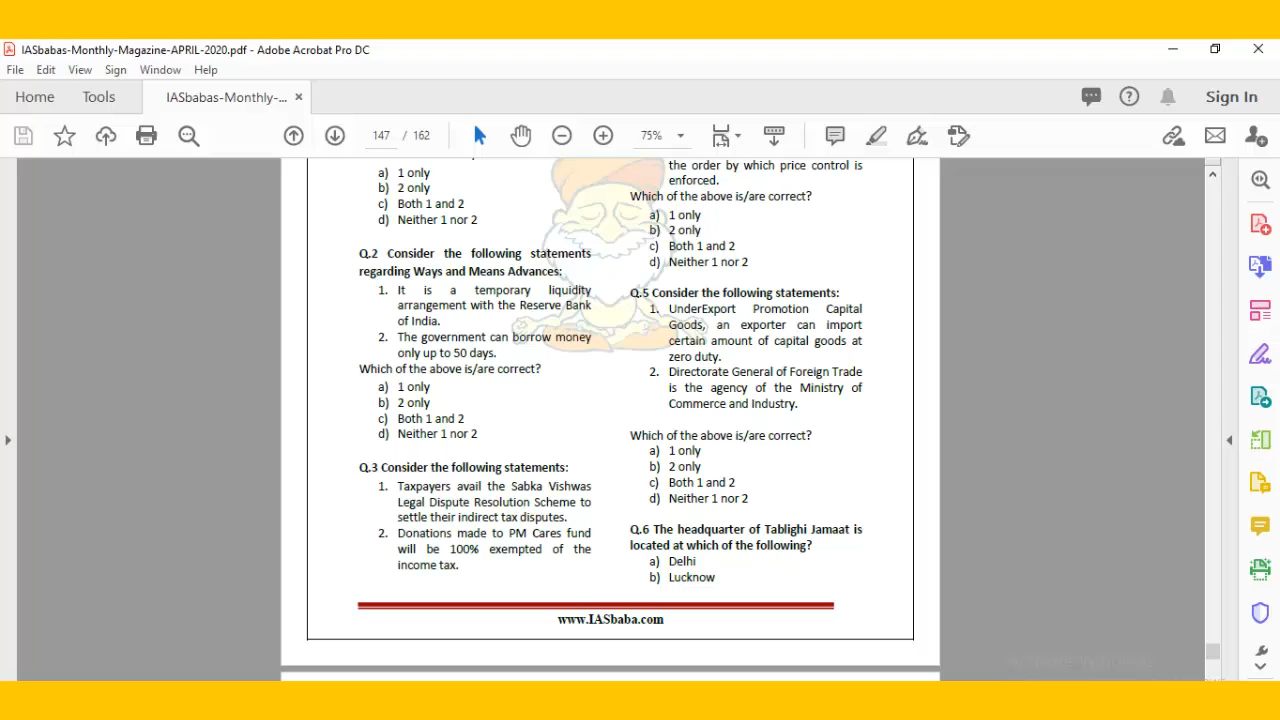 IASbabas-Monthly-Magazine-APRIL-2020.pdf - Adobe Acrobat Pro DC
File Edit View Sign Window Help
Home Tools IASbabas-Monthly-... × Sign In
147 / 162 75%
a) 1 only
b) 2 only
c) Both 1 and 2
d) Neither 1 nor 2
Q.2 Consider the following statements
regarding Ways and Means Advances:
1. It is a temporary liquidity
arrangement with the Reserve Bank
of India.
2. The government can borrow money
only up to 50 days.
Which of the above is/are correct?
a) 1 only
b) 2 only
c) Both 1 and 2
d) Neither 1 nor 2
Q.3 Consider the following statements:
1. Taxpayers avail the Sabka Vishwas
Legal Dispute Resolution Scheme to
settle their indirect tax disputes.
2. Donations made to PM Cares fund
will be 100% exempted of the
income tax.
the order by which price control is
enforced.
Which of the above is/are correct?
a) 1 only
b) 2 only
c) Both 1 and 2
d) Neither 1 nor 2
Q.5 Consider the following statements:
1. UnderExport Promotion Capital
Goods, an exporter can import
certain amount of capital goods at
zero duty.
2. Directorate General of Foreign Trade
is the agency of the Ministry of
Commerce and Industry.
Which of the above is/are correct?
a) 1 only
b) 2 only
c) Both 1 and 2
d) Neither 1 nor 2
Q.6 The headquarter of Tablighi Jamaat is
located at which of the following?
a) Delhi
b) Lucknow
www.IASbaba.com